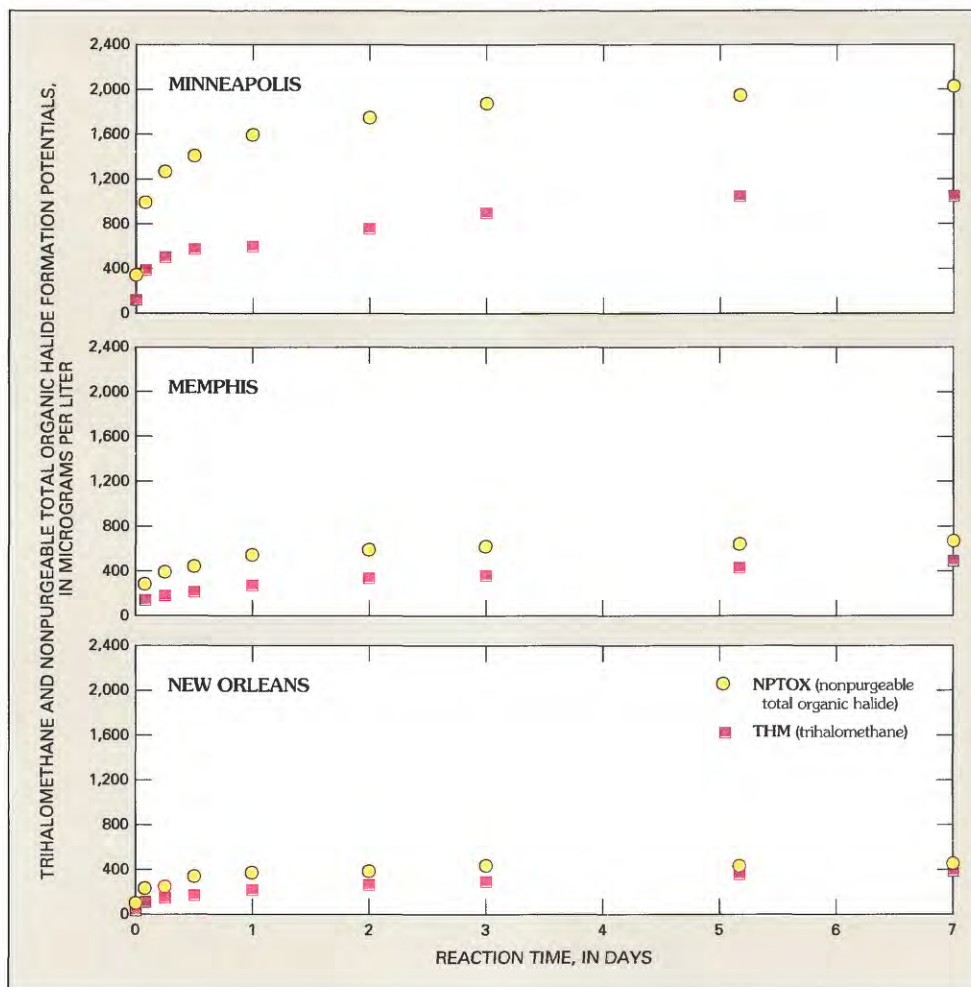 TRIHALOMETHANE AND NONPURGEABLE TOTAL ORGANIC HALIDE FORMATION POTENTIALS,
IN MICROGRAMS PER LITER
2,400
2,000
1,600
1,200
800
400
0
MINNEAPOLIS
2,400
2,000
1,600
1,200
800
400
0
MEMPHIS
2,400
2,000
1,600
1,200
800
400
0
NEW ORLEANS
NPTOX (nonpurgeable
total organic halide)
THM (trihalomethane)
0 1 2 3 4 5 6 7
REACTION TIME, IN DAYS